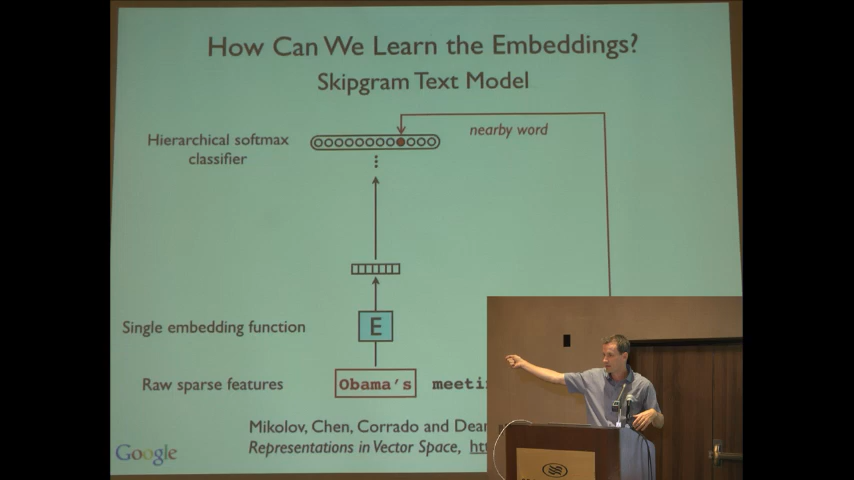 How Can We Learn the Embeddings?
Skipgram Text Model
Hierarchical softmax
classifier
nearby word
Single embedding function
E
Raw sparse features
Obama's
Mikolov, Chen, Corrado and
Representations in Vector Space,
Google